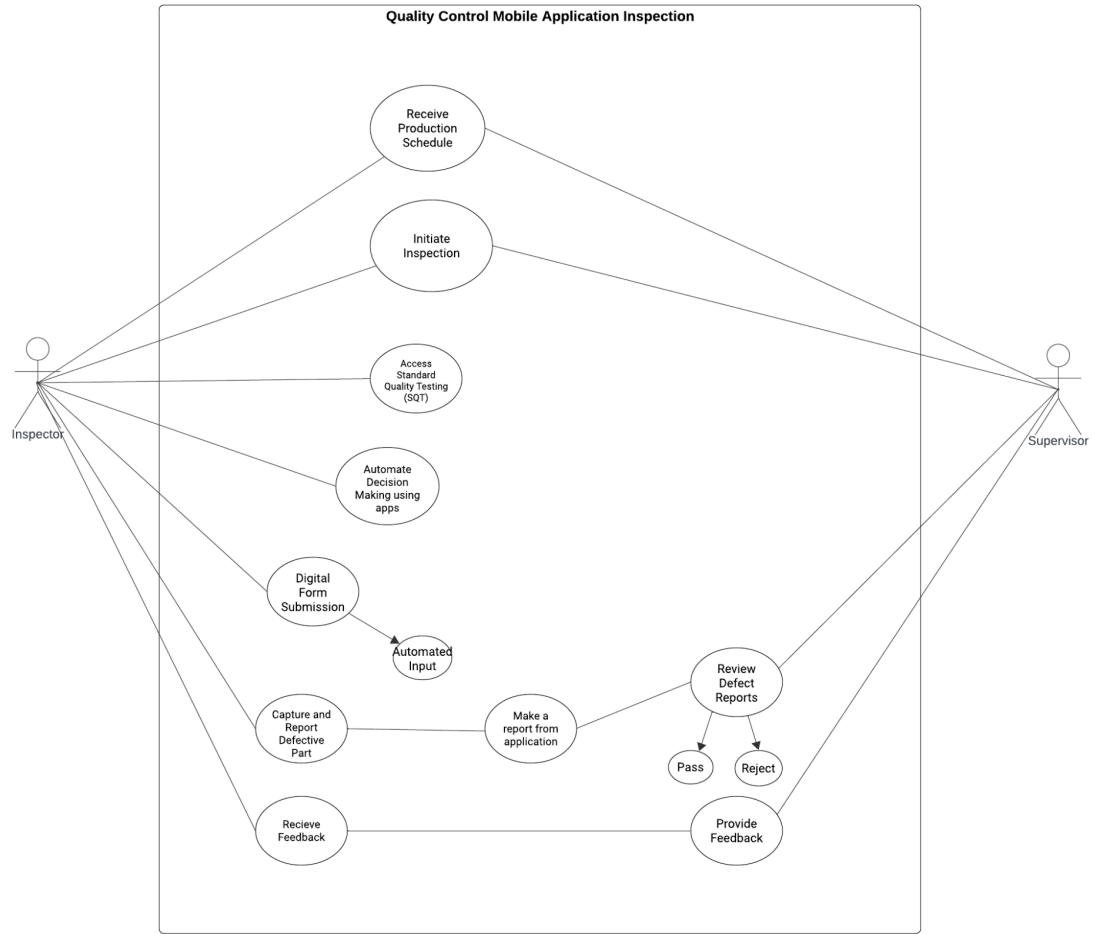 Quality Control Mobile Application Inspection
Receive
Production
Schedule
Initiate
Inspection
Access
Standard
Quality Testing
(SQT)
Inspector
Supervisor
Automate
Decision
Making using
apps
Digital
Form
Submission
Automated
Input
Review
Defect
Reports
Capture and
Report
Defective
Part
Make a
report from
application
Pass
Reject
Recieve
Feedback
Provide
Feedback